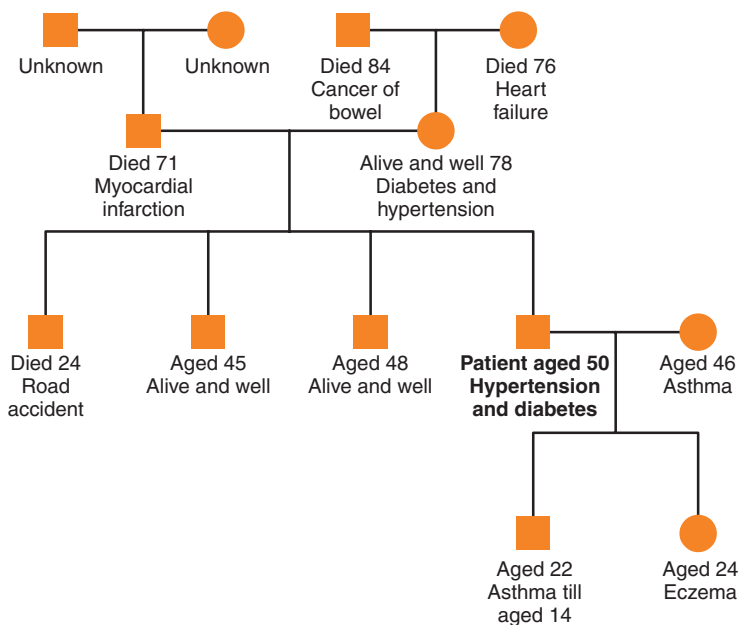 Unknown
Unknown
Died 84
Cancer of
bowel
Died 76
Heart
failure
Died 71
Myocardial
infarction
Alive and well 78
Diabetes and
hypertension
Died 24
Road
accident
Aged 45
Alive and well
Aged 48
Alive and well
Patient aged 50
Hypertension
and diabetes
Aged 46
Asthma
Aged 22
Asthma till
aged 14
Aged 24
Eczema